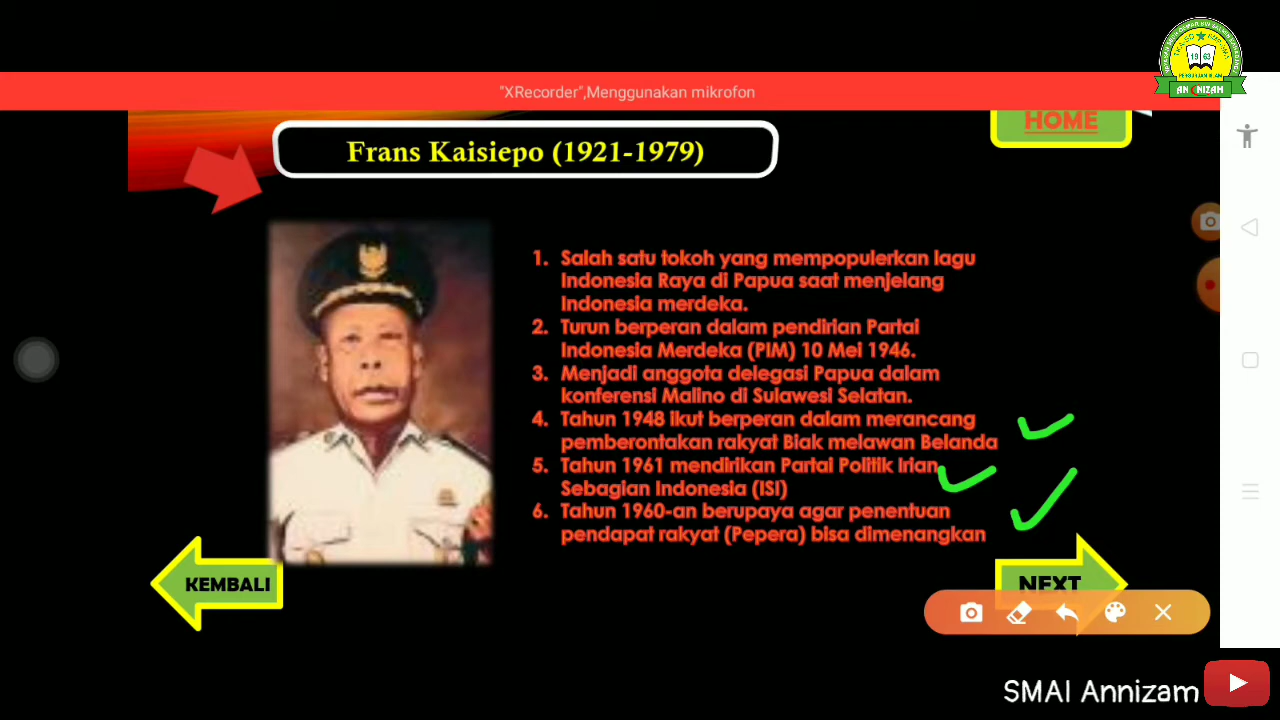 "XRecorder",Menggunakan mikrofon
1963
PERGURUAN ISLAM
AN NIZAM
HOME
Frans Kaisiepo (1921-1979)
1. Salah satu tokoh yang mempopulerkan lagu
Indonesia Raya di Papua saat menjelang
Indonesia merdeka.
2. Turun berperan dalam pendirian Partai
Indonesia Merdeka (PIM) 10 Mei 1946.
3. Menjadi anggota delegasi Papua dalam
konferensi Malino di Sulawesi Selatan.
4. Tahun 1948 ikut berperan dalam merancang
pemberontakan rakyat Biak melawan Belanda
5. Tahun 1961 mendirikan Partai Politik Irian
Sebagian Indonesia (ISI)
6. Tahun 1960-an berupaya agar penentuan
pendapat rakyat (Pepera) bisa dimenangkan
KEMBALI
NEXT
SMAI Annizam